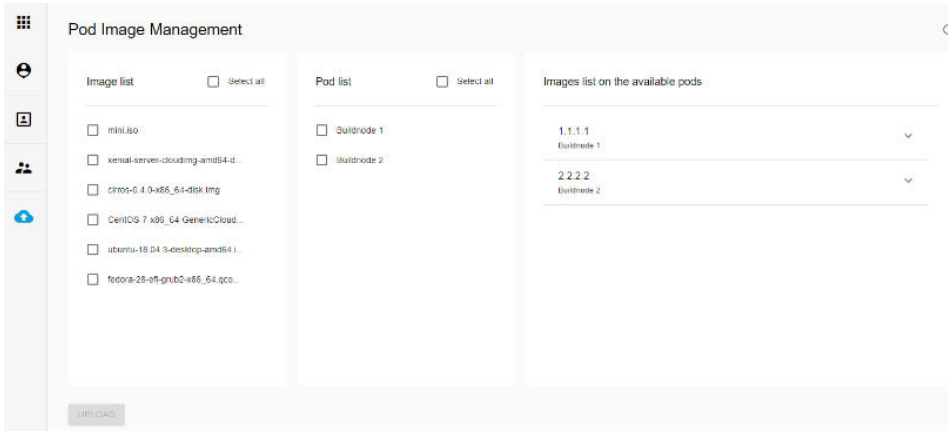 Pod Image Management
Image list
Select all
mini.iso
xenial-server-cloudimg-amd64-d...
cirros-0.4.0-x86_64-disk.img
CentOS 7 x86_64 GenericCloud...
ubuntu-18.04.3-desktop-amd64.i...
fedora-28-efi-grub2-x86_64.qco...
Pod list
Select all
Buildnode 1
Buildnode 2
Images list on the available pods
1.1.1.1
Buildnode 1
2.2.2.2
Buildnode 2
UPLOAD